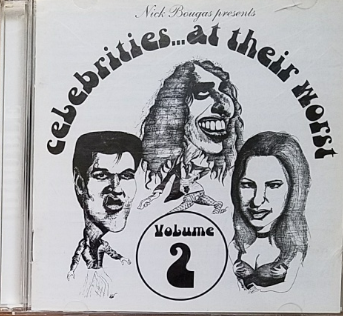 Nick Bougas presents
celebrities...at their worst
Volume
2